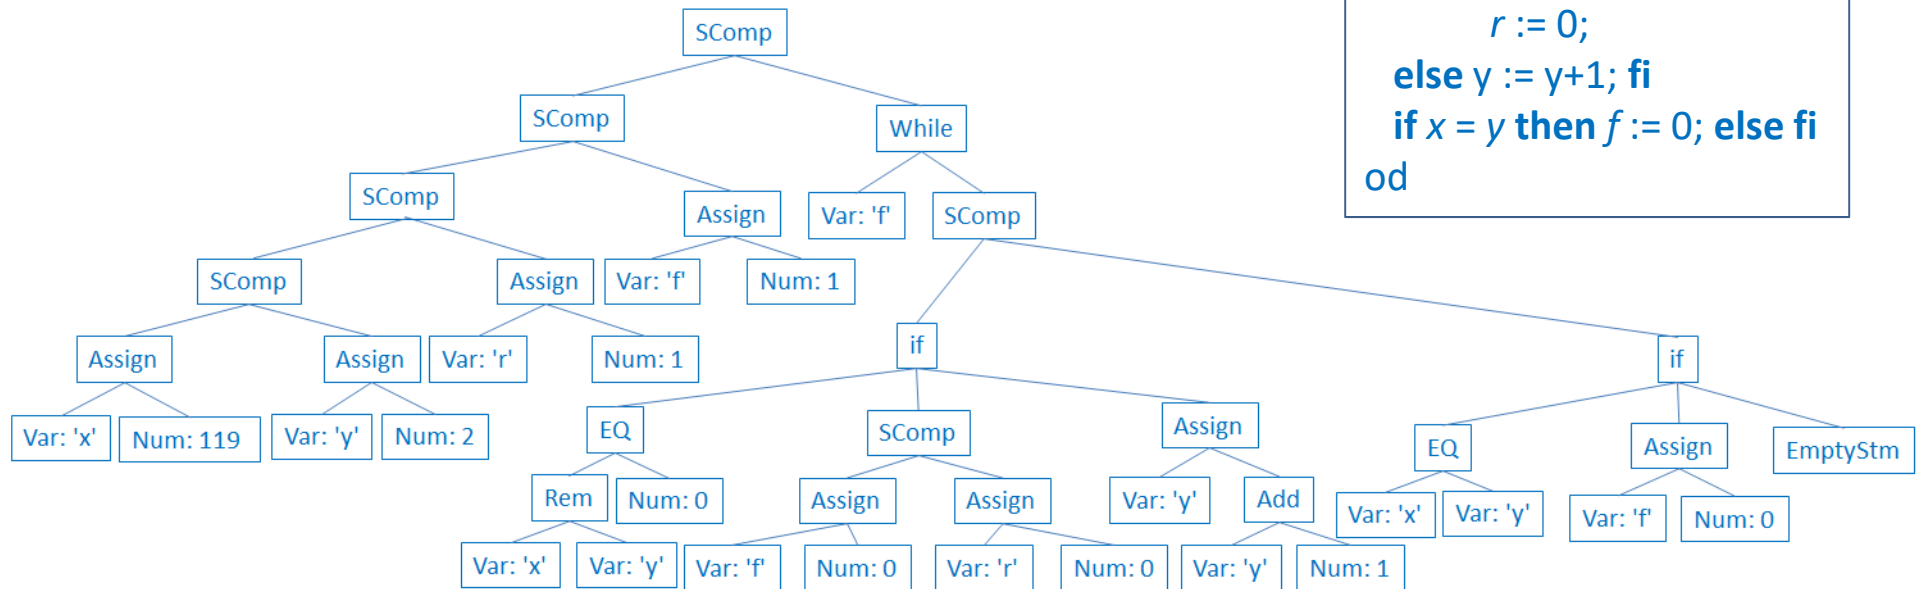 SComp
r := 0;
else y := y+1; fi
if x = y then f := 0; else fi
od
SComp
While
SComp
Assign
Var: 'f'
SComp
SComp
Assign
Var: 'f'
Num: 1
Assign
Assign
Var: 'r'
Num: 1
if
if
Var: 'x'
Num: 119
Var: 'y'
Num: 2
EQ
SComp
Assign
EQ
Assign
EmptyStm
Rem
Num: 0
Assign
Assign
Var: 'y'
Add
Var: 'x'
Var: 'y'
Var: 'f'
Num: 0
Var: 'x'
Var: 'y'
Var: 'f'
Num: 0
Var: 'r'
Num: 0
Var: 'y'
Num: 1